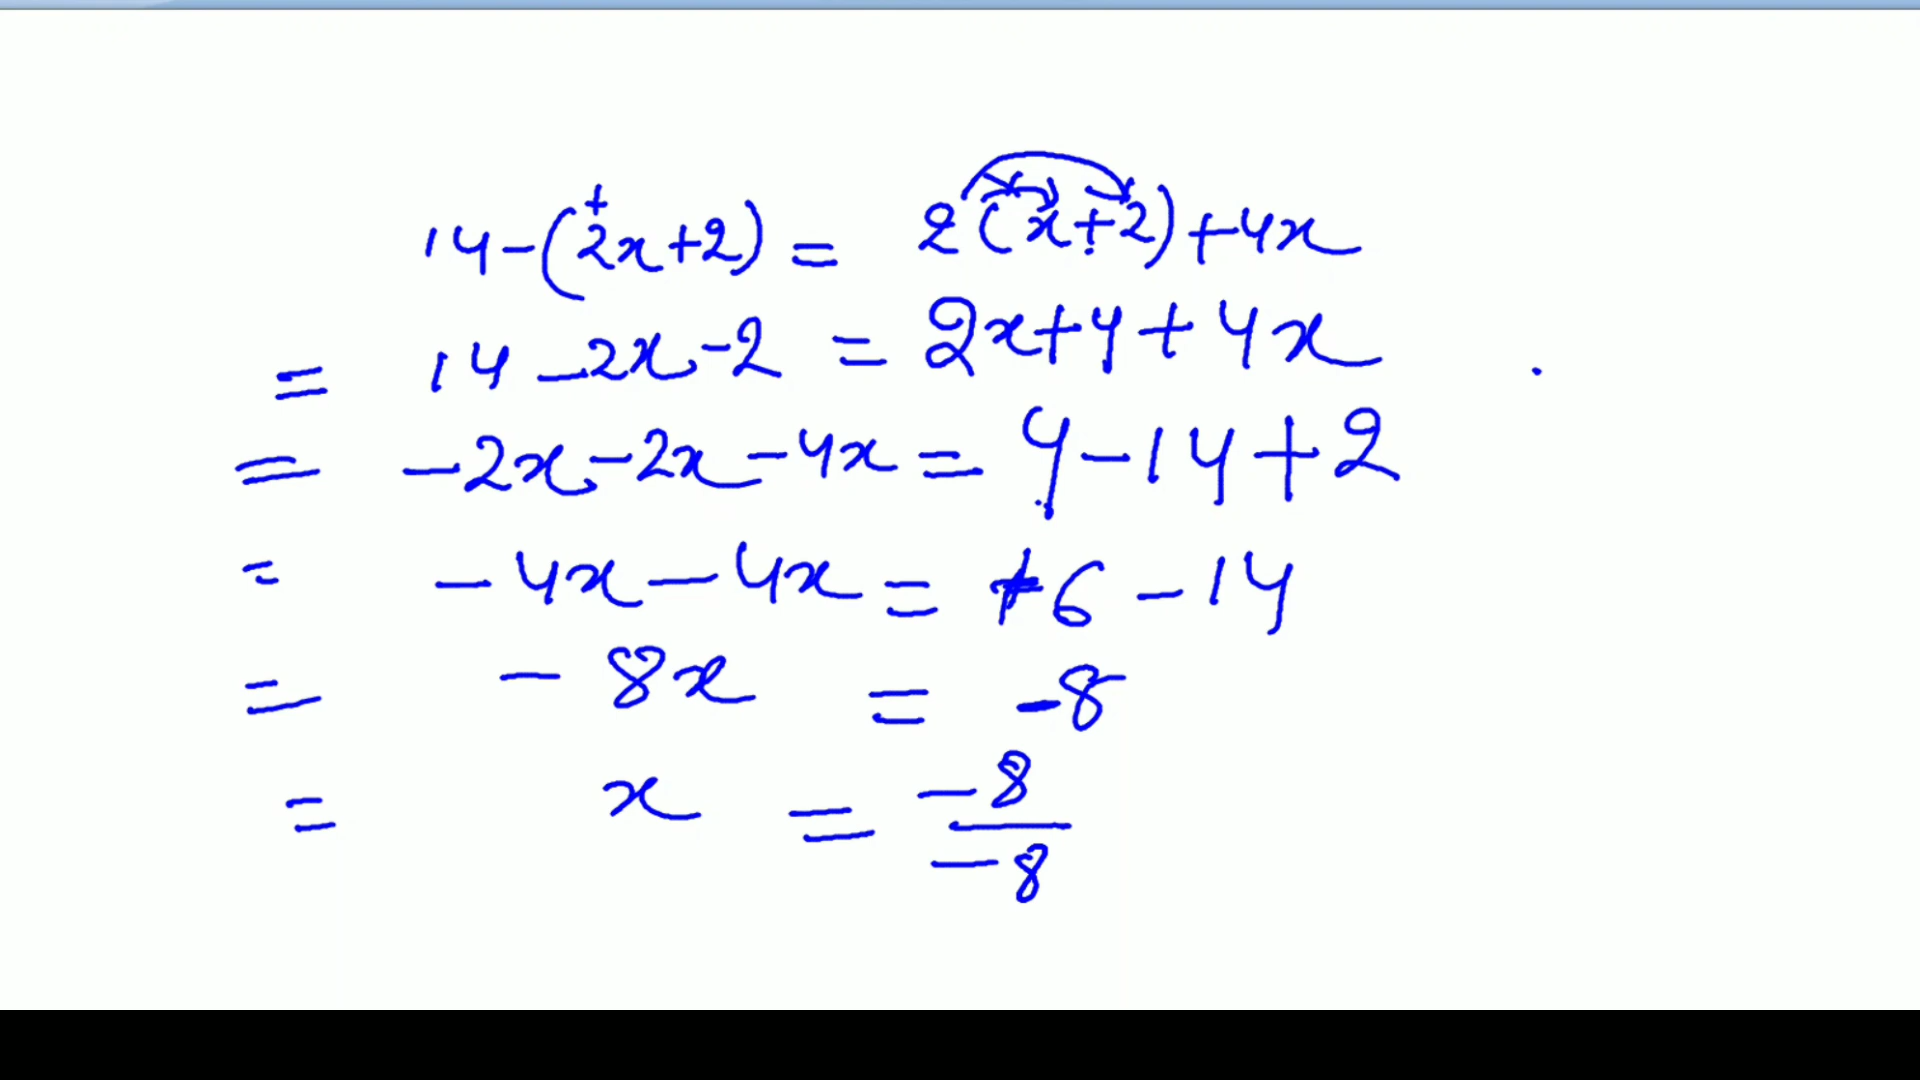 14-(2x+2) = 2(x+2)+4x
= 14-2x-2 = 2x+4+4x
= -2x-2x-4x = 4-14+2
= -4x-4x = +6-14
= -8x = -8
= x = -8/-8